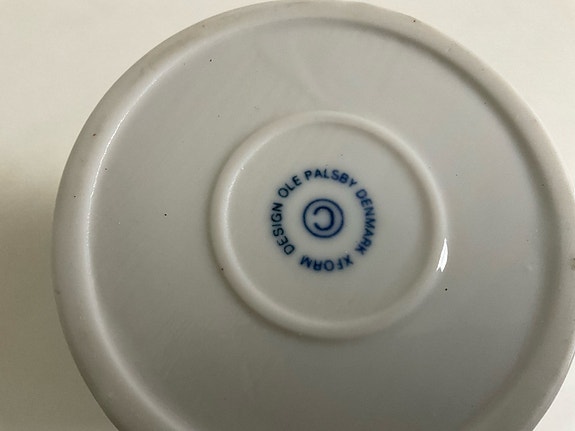 DESIGN OLE PALSBY DENMARK XFORM
©